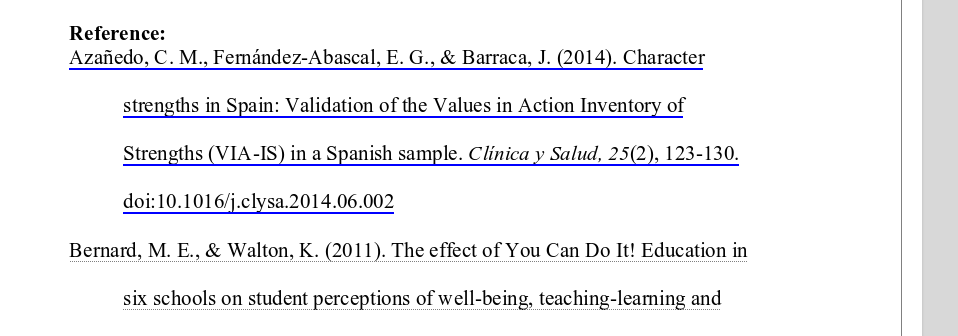 Reference:
Azañedo, C. M., Fernández-Abascal, E. G., & Barraca, J. (2014). Character
strengths in Spain: Validation of the Values in Action Inventory of
Strengths (VIA-IS) in a Spanish sample. Clínica y Salud, 25(2), 123-130.
doi:10.1016/j.clysa.2014.06.002
Bernard, M. E., & Walton, K. (2011). The effect of You Can Do It! Education in
six schools on student perceptions of well-being, teaching-learning and